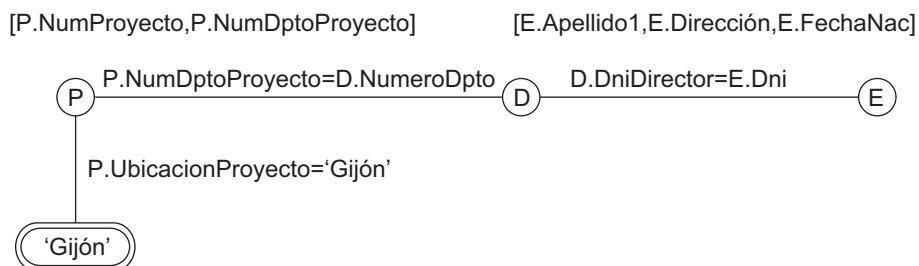 [P.NumProyecto,P.NumDptoProyecto] [E.Apellido1,E.Dirección,E.FechaNac]
P.NumDptoProyecto=D.NumeroDpto D.DniDirector=E.Dni
P D E
P.UbicacionProyecto=‘Gijón’
‘Gijón’